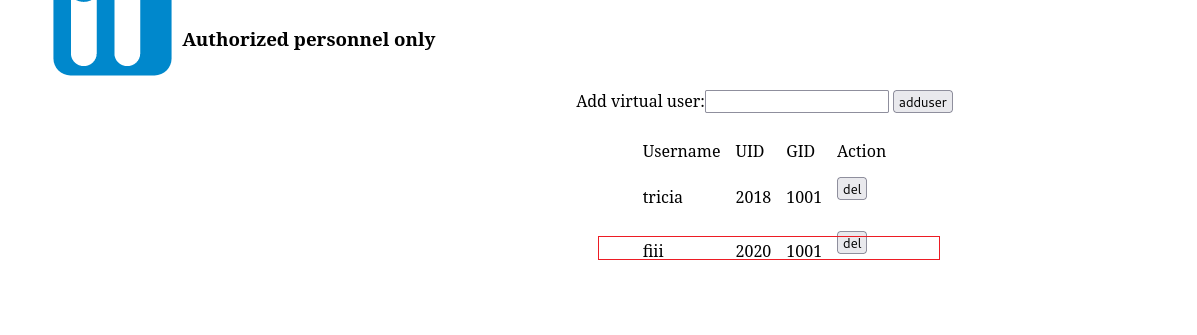 Authorized personnel only
Add virtual user: adduser
Username UID GID Action
tricia 2018 1001 del
fiii 2020 1001 del